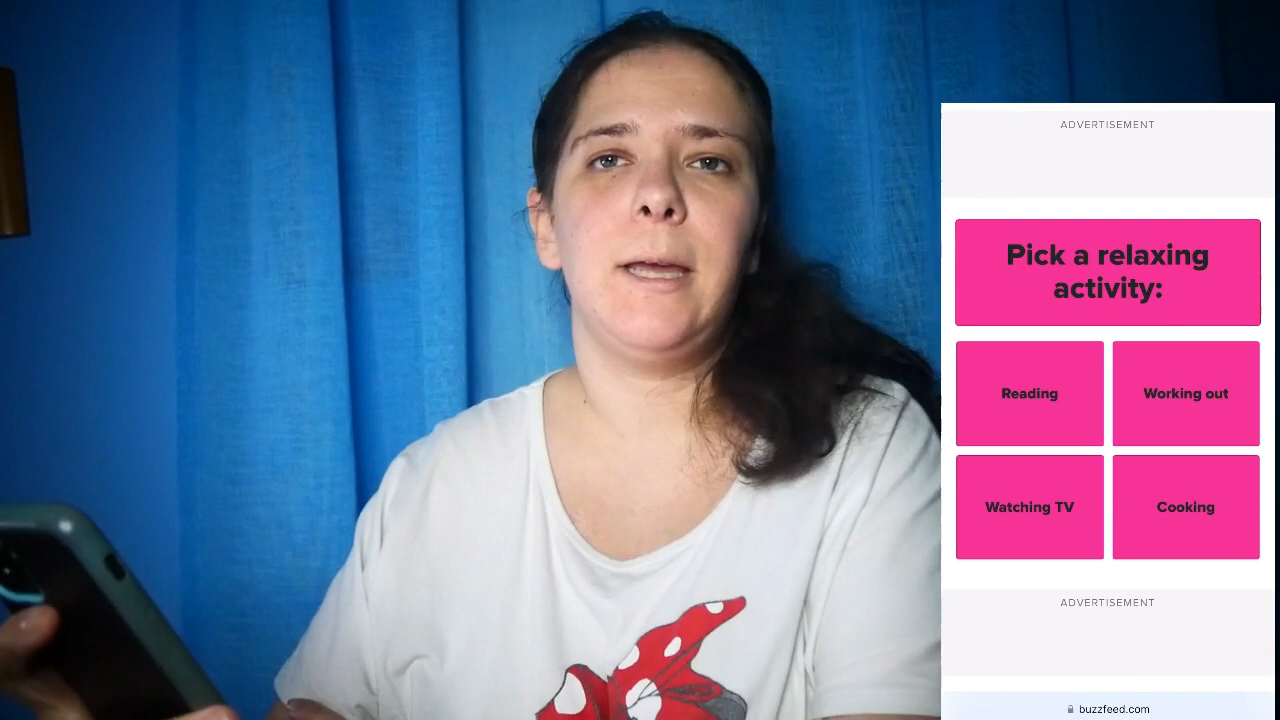 ADVERTISEMENT
Pick a relaxing
activity:
Reading
Working out
Watching TV
Cooking
ADVERTISEMENT
buzzfeed.com